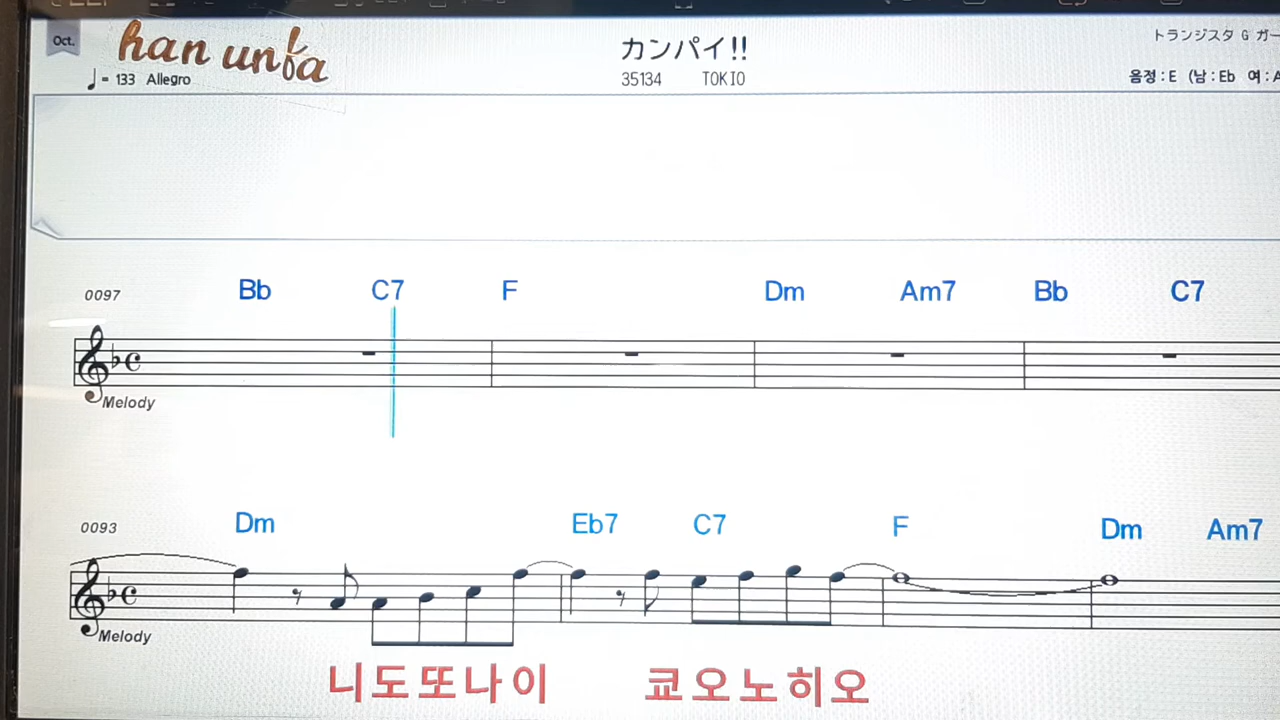 Oct.
han unfa
♩= 133 Allegro
カンパイ!!
35134 TOKIO
トランジスタ G ガー
음정:E (남:Eb 여:A
0097 Bb C7 F Dm Am7 Bb C7
Melody
0093 Dm Eb7 C7 F Dm Am7
Melody
니도또나이 쿄오노히오